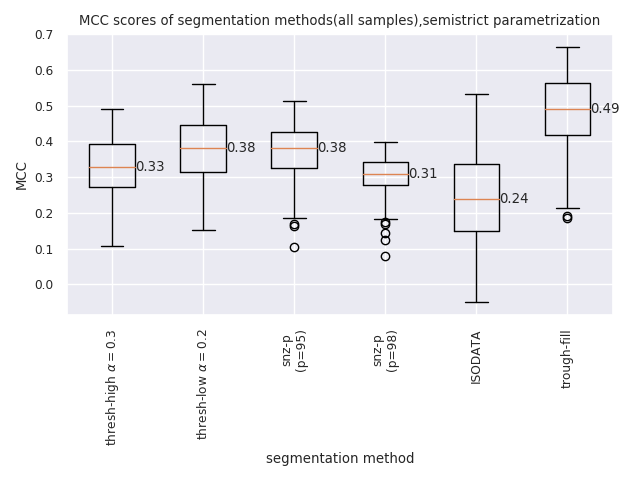 MCC scores of segmentation methods(all samples),semistrict parametrization
MCC
0.7
0.6
0.5
0.4
0.3
0.2
0.1
0.0
0.33
0.38
0.38
0.31
0.24
0.49
thresh-high α = 0.3
thresh-low α = 0.2
snz-p
(p=95)
snz-p
(p=98)
ISODATA
trough-fill
segmentation method